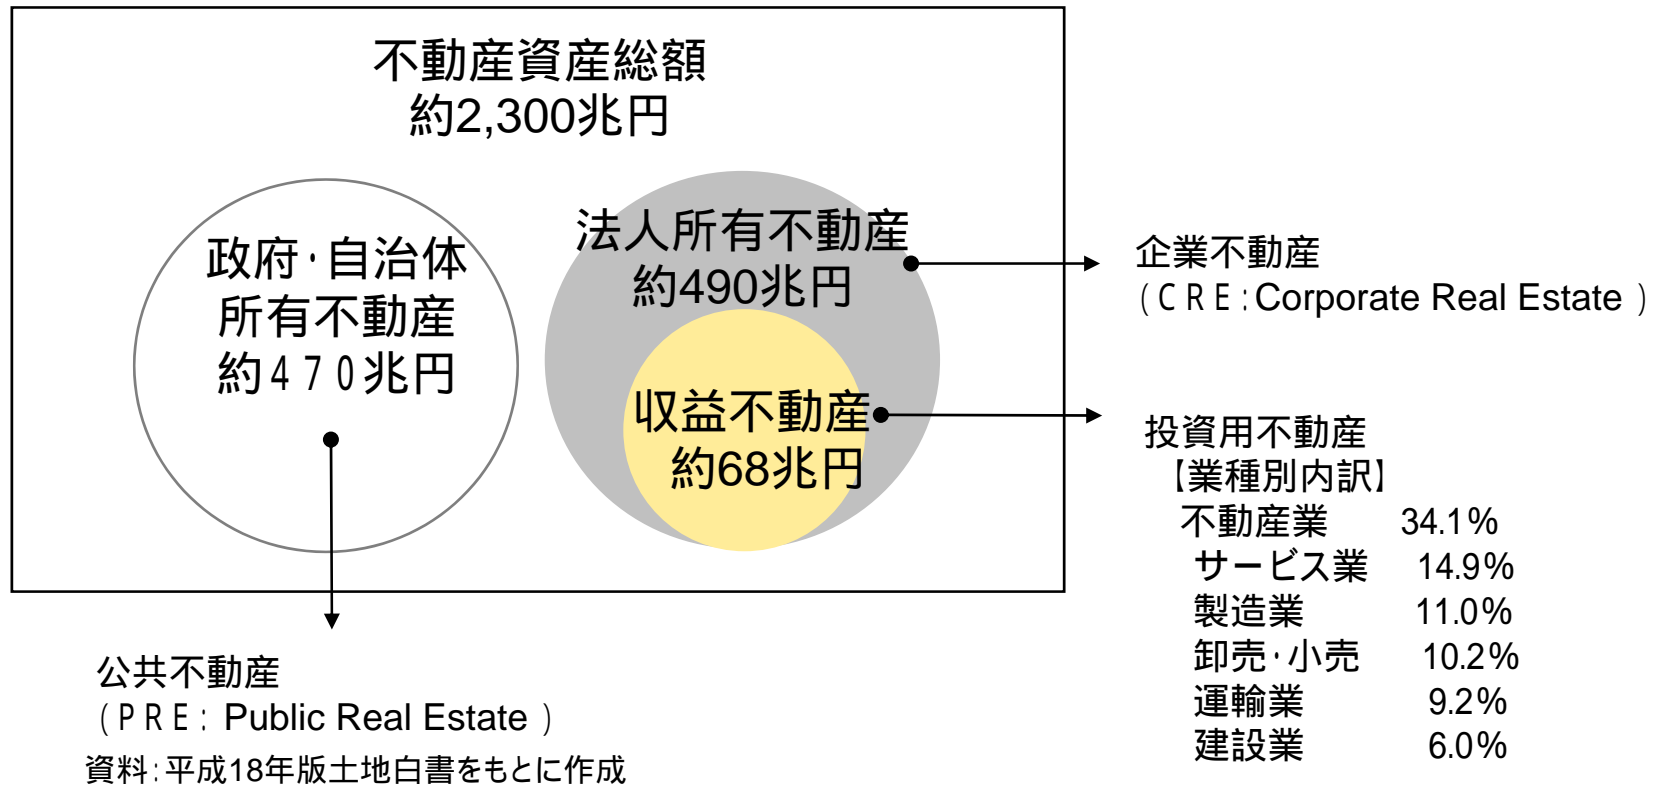 不動産資産総額
約2,300兆円
政府・自治体
所有不動産
約470兆円
法人所有不動産
約490兆円
収益不動産
約68兆円
企業不動産
（CRE:Corporate Real Estate）
投資用不動産
【業種別内訳】
不動産業 34.1%
サービス業 14.9%
製造業 11.0%
卸売・小売 10.2%
運輸業 9.2%
建設業 6.0%
公共不動産
（PRE: Public Real Estate）
資料:平成18年版土地白書をもとに作成